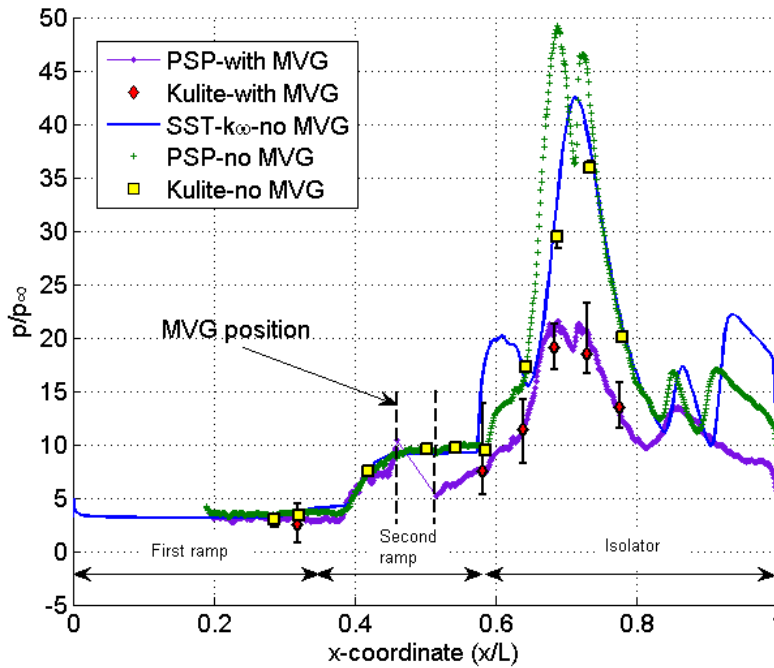 50
45
40
35
30
25
20
15
10
5
0
-5
p/p∞
PSP-with MVG
Kulite-with MVG
SST-kω-no MVG
PSP-no MVG
Kulite-no MVG
MVG position
First ramp
Second
ramp
Isolator
0 0.2 0.4 0.6 0.8 1
x-coordinate (x/L)